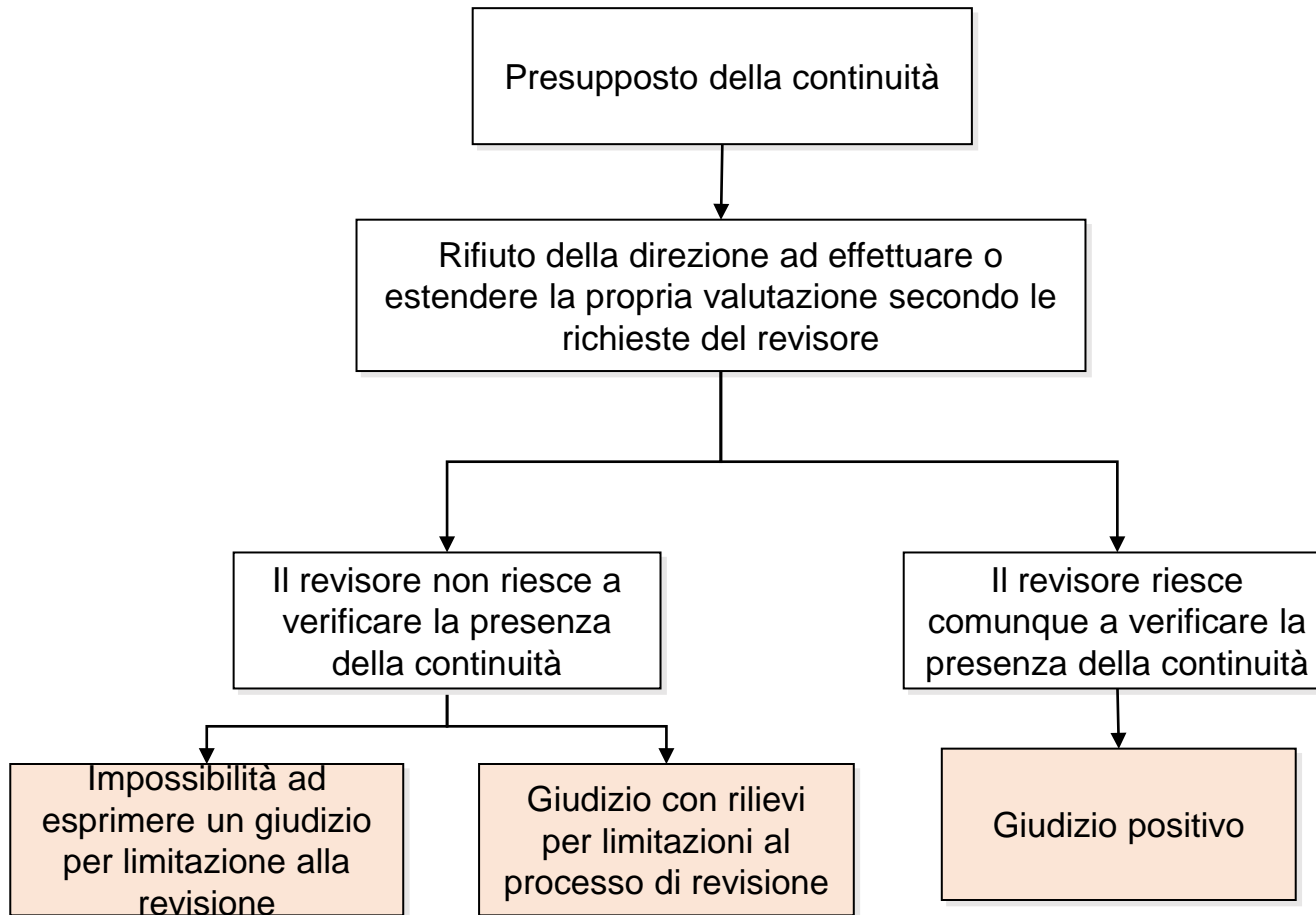 Presupposto della continuità
Rifiuto della direzione ad effettuare o
estendere la propria valutazione secondo le
richieste del revisore
Il revisore non riesce a
verificare la presenza
della continuità
Il revisore riesce
comunque a verificare la
presenza della continuità
Impossibilità ad
esprimere un giudizio
per limitazione alla
revisione
Giudizio con rilievi
per limitazioni al
processo di revisione
Giudizio positivo